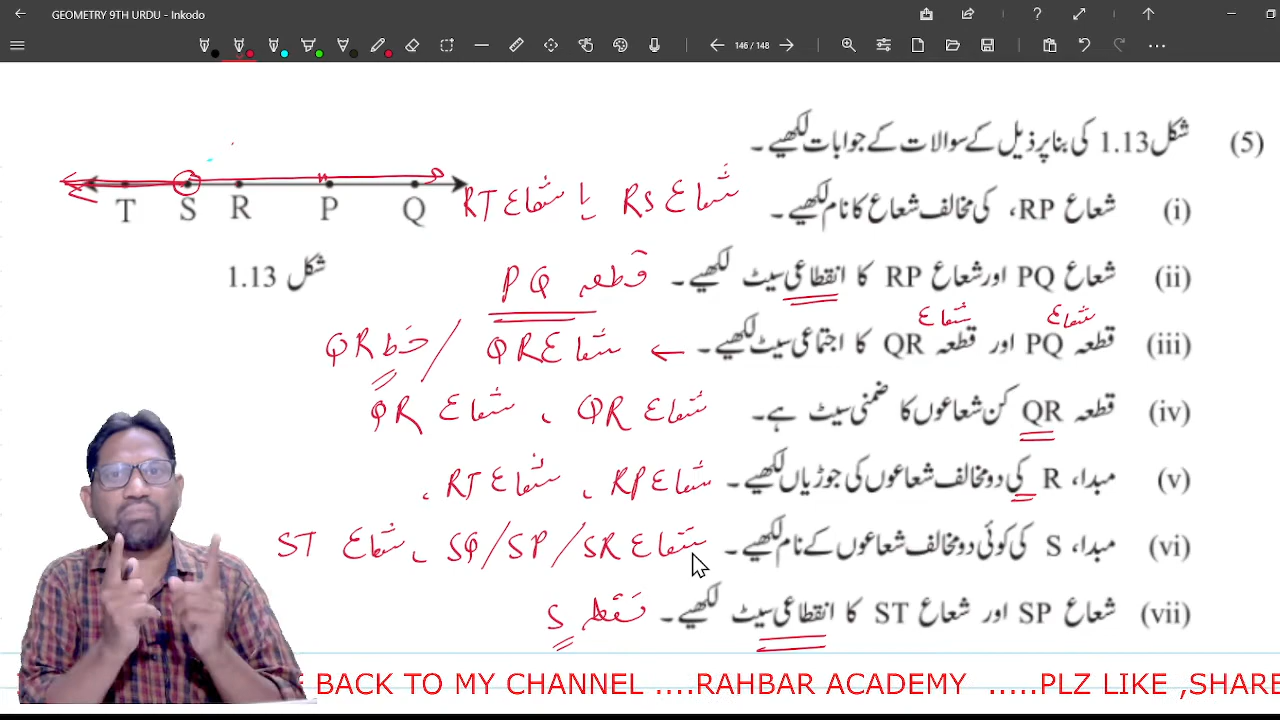 GEOMETRY 9TH URDU - Inkodo
146 / 148
(5) شکل 1.13 کی بنا پر ذیل کے سوالات کے جوابات لکھیے۔
T S R P Q
شکل 1.13
(i) شعاع RP، کی مخالف شعاع کا نام لکھیے۔ شعاع RS یا شعاع RT
(ii) شعاع PQ اور شعاع RP کا انقطاعی سیٹ لکھیے۔ قطعہ PQ
شعاع شعاع
(iii) قطعہ PQ اور قطعہ QR کا اجتماعی سیٹ لکھیے۔ ← شعاع QR / خط QR
(iv) قطعہ QR کن شعاعوں کا ضمنی سیٹ ہے۔ شعاع QR ، شعاع QR
(v) مبدا، R کی دو مخالف شعاعوں کی جوڑیاں لکھیے۔ شعاع RP ، شعاع RT ،
(vi) مبدا، S کی کوئی دو مخالف شعاعوں کے نام لکھیے۔ شعاع SR / SP / SQ ، شعاع ST
(vii) شعاع SP اور شعاع ST کا انقطاعی سیٹ لکھیے۔ نقطہ S
BACK TO MY CHANNEL ....RAHBAR ACADEMY .....PLZ LIKE ,SHARE